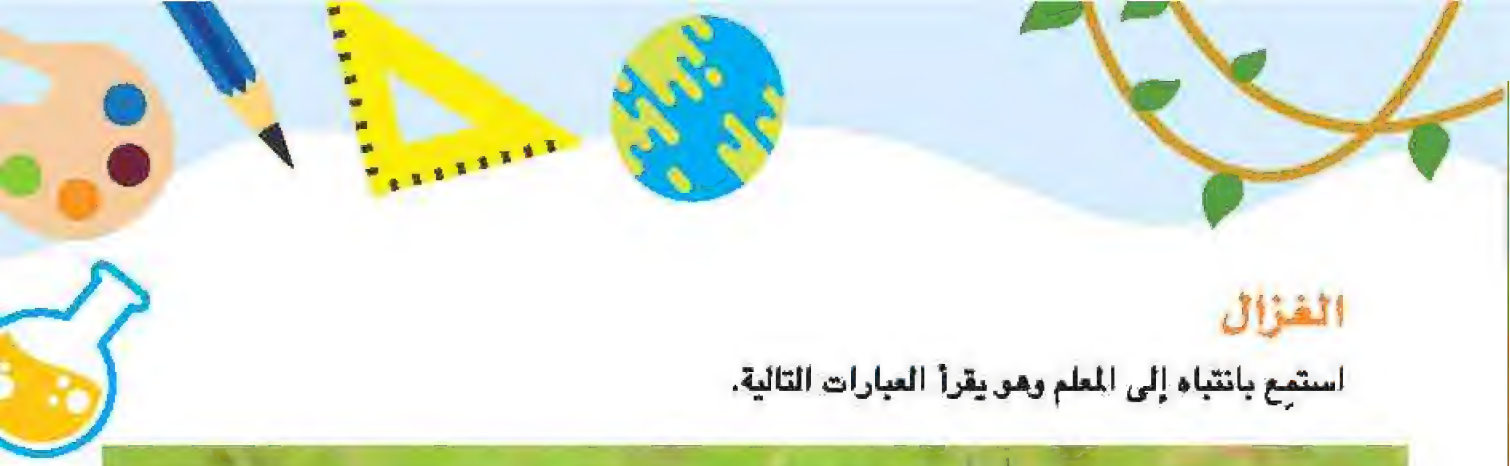 الغزال
استمِع بانتباه إلى المعلم وهو يقرأ العبارات التالية.